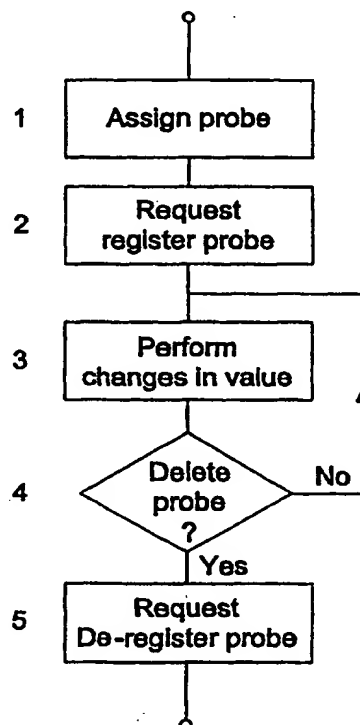 1
Assign probe
2
Request
register probe
3
Perform
changes in value
4
Delete
probe
?
No
Yes
5
Request
De-register probe